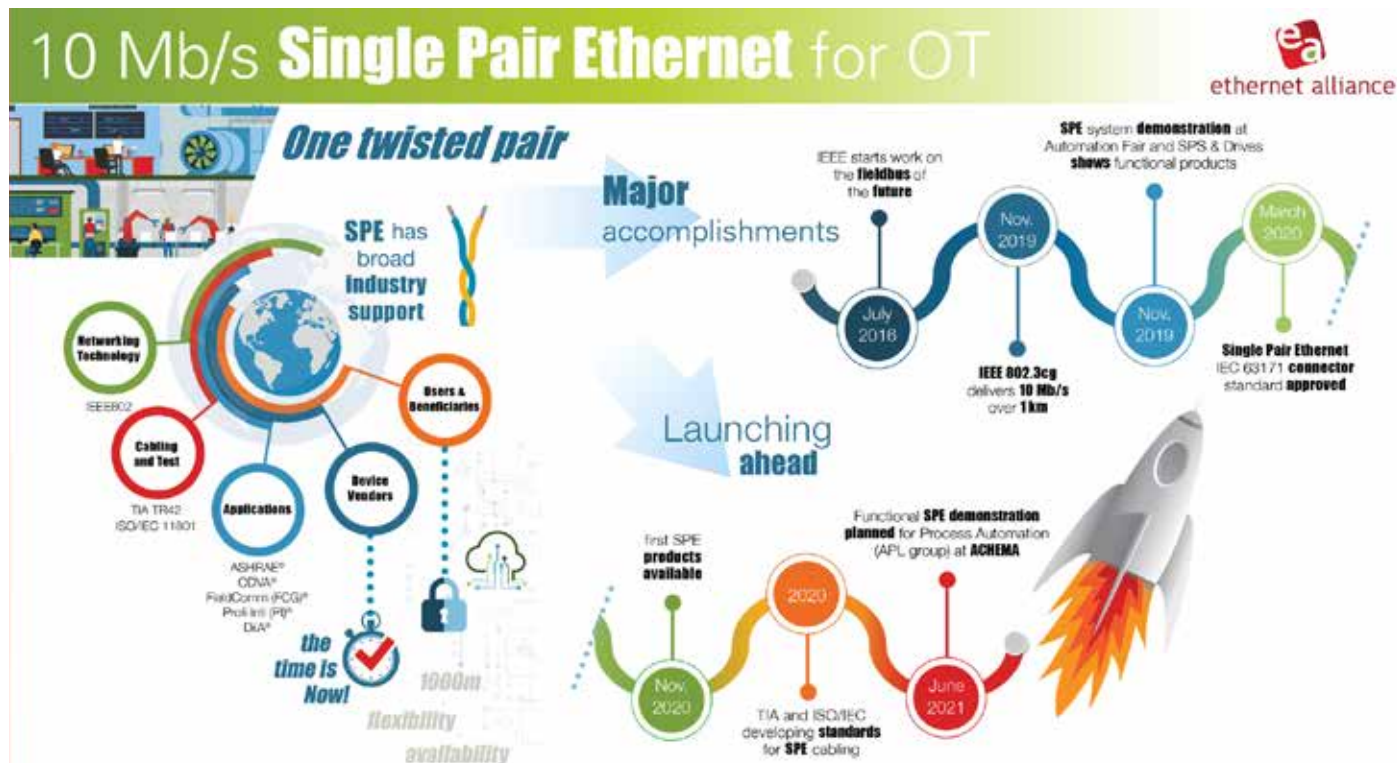 10 Mb/s Single Pair Ethernet for OT
ea
ethernet alliance
One twisted pair
SPE has
broad
industry
support
Networking
Technology
IEEE802
Cabling
and Test
TIA TR42
ISO/IEC 11801
Applications
ASHRAE®
ODVA®
FieldComm (FCG)®
Device
Vendors
Users &
Beneficiaries
the
time is
Now!
1000m
flexibility
availability
Major
accomplishments
IEEE starts work on
the fieldbus of
the future
July
2016
Nov.
2019
IEEE 802.3cg
delivers 10 Mb/s
over 1km
SPE system demonstration at
Automation Fair and SPS & Drives
shows functional products
Nov.
2019
March
2020
Single Pair Ethernet
IEC 63171 connector
standard approved
Launching
ahead
first SPE
products
available
Nov.
2020
2020
TIA and ISO/IEC
developing standards
for SPE cabling
Functional SPE demonstration
planned for Process Automation
(APL group) at ACHEMA
June
2021